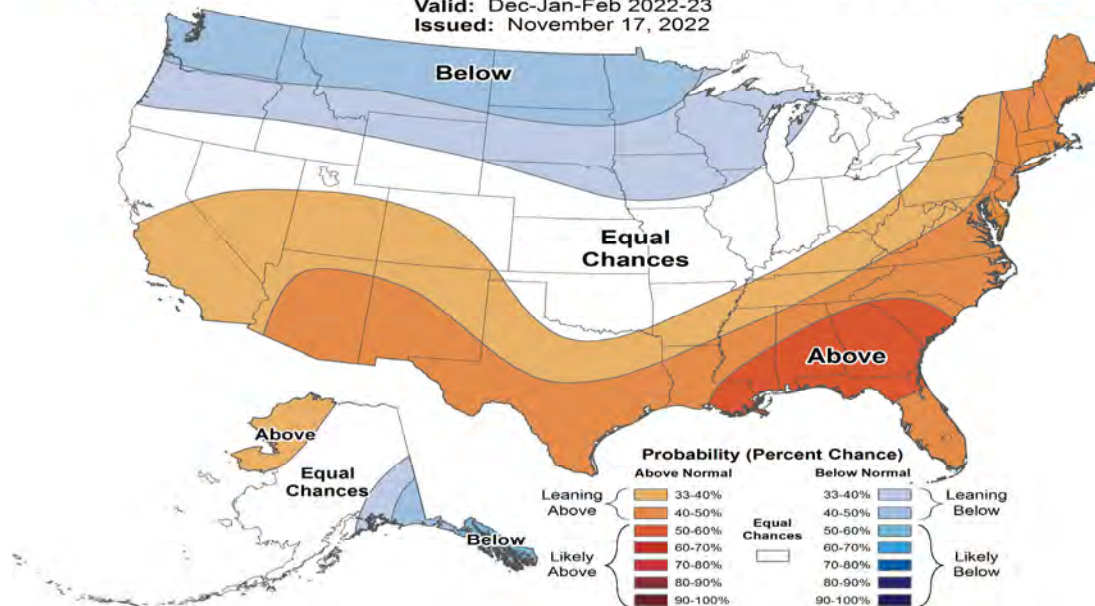 Valid: Dec-Jan-Feb 2022-23
Issued: November 17, 2022
Below
Equal
Chances
Above
Above
Equal
Chances
Below
Probability (Percent Chance)
Above Normal
Below Normal
Leaning
Above
33-40%
40-50%
Likely
Above
50-60%
60-70%
70-80%
80-90%
90-100%
Equal
Chances
33-40%
40-50%
Leaning
Below
50-60%
60-70%
70-80%
80-90%
90-100%
Likely
Below